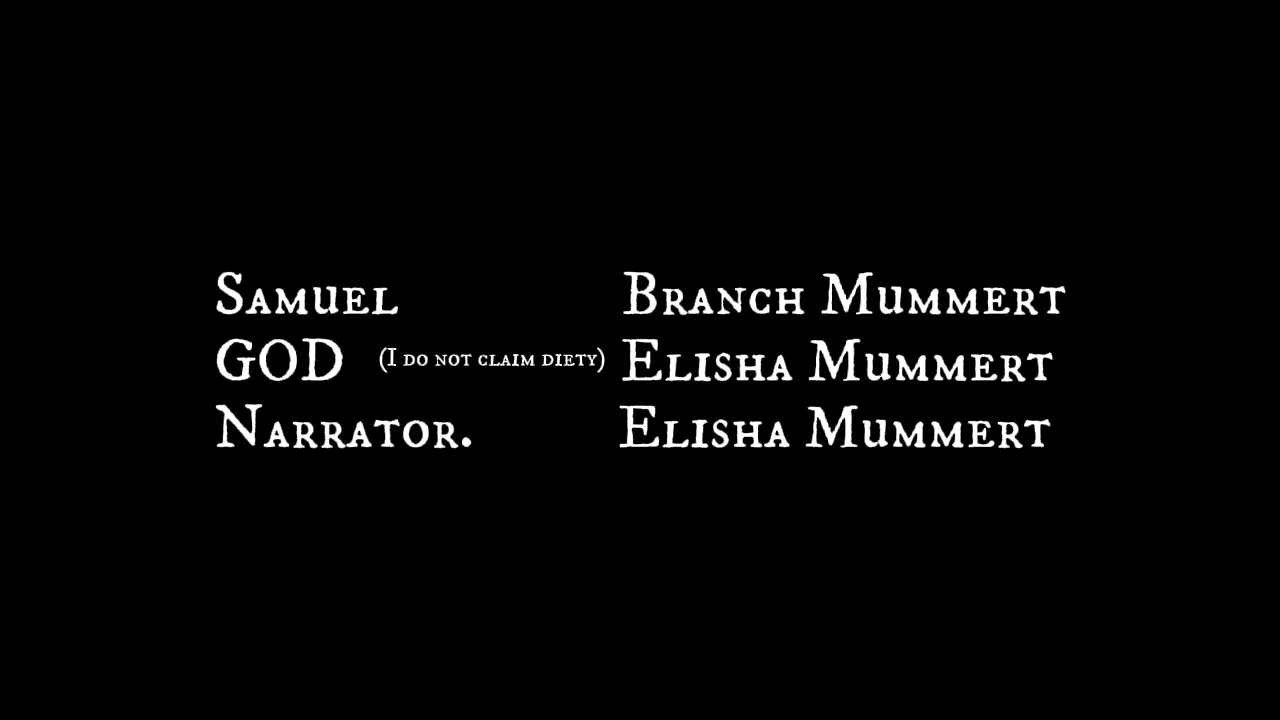 Samuel Branch Mummert
GOD (I do not claim diety) Elisha Mummert
Narrator. Elisha Mummert